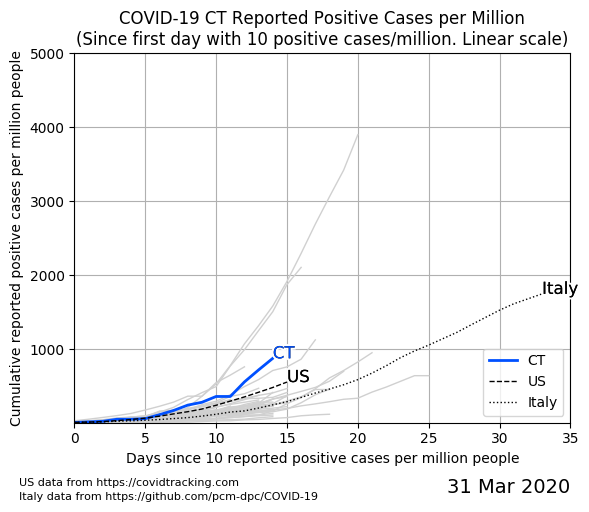 COVID-19 CT Reported Positive Cases per Million
(Since first day with 10 positive cases/million. Linear scale)
Cumulative reported positive cases per million people
5000
4000
3000
2000
1000
Italy
CT
US
CT
US
Italy
0 5 10 15 20 25 30 35
Days since 10 reported positive cases per million people
US data from https://covidtracking.com
Italy data from https://github.com/pcm-dpc/COVID-19
31 Mar 2020